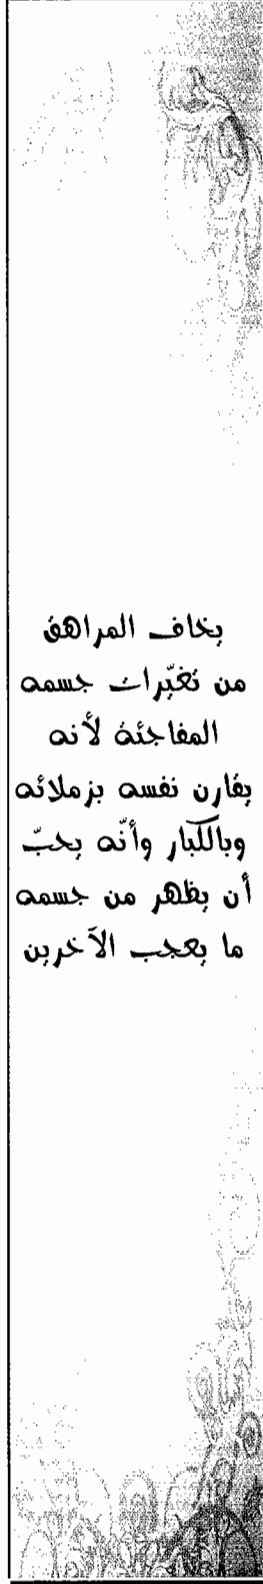 يخاف المراهق
من تغيّرات جسمه
المفاجئة لأنه
يقارن نفسه بزملائه
وبالكبار وأنّه يحبّ
أن يظهر من جسمه
ما يعجب الآخرين